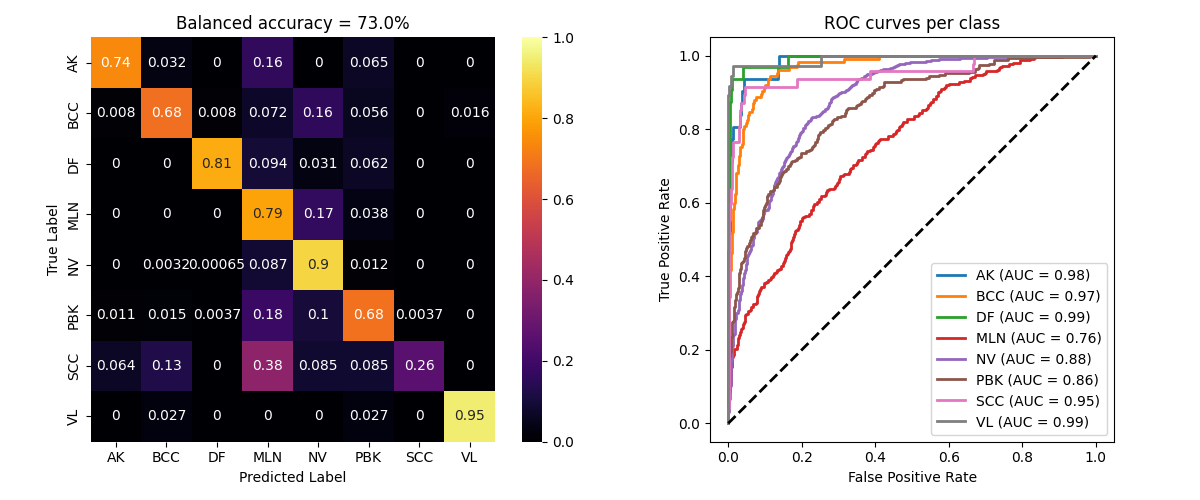 Balanced accuracy = 73.0%
AK 0.74 0.032 0 0.16 0 0.065 0 0
BCC 0.008 0.68 0.008 0.072 0.16 0.056 0 0.016
DF 0 0 0.81 0.094 0.031 0.062 0 0
MLN 0 0 0 0.79 0.17 0.038 0 0
NV 0 0.0032 0.00065 0.087 0.9 0.012 0 0
PBK 0.011 0.015 0.0037 0.18 0.1 0.68 0.0037 0
SCC 0.064 0.13 0 0.38 0.085 0.085 0.26 0
VL 0 0.027 0 0 0 0.027 0 0.95
AK BCC DF MLN NV PBK SCC VL
True Label
Predicted Label
1.0
0.8
0.6
0.4
0.2
0.0
ROC curves per class
True Positive Rate
1.0
0.8
0.6
0.4
0.2
0.0
AK (AUC = 0.98)
BCC (AUC = 0.97)
DF (AUC = 0.99)
MLN (AUC = 0.76)
NV (AUC = 0.88)
PBK (AUC = 0.86)
SCC (AUC = 0.95)
VL (AUC = 0.99)
0.0 0.2 0.4 0.6 0.8 1.0
False Positive Rate